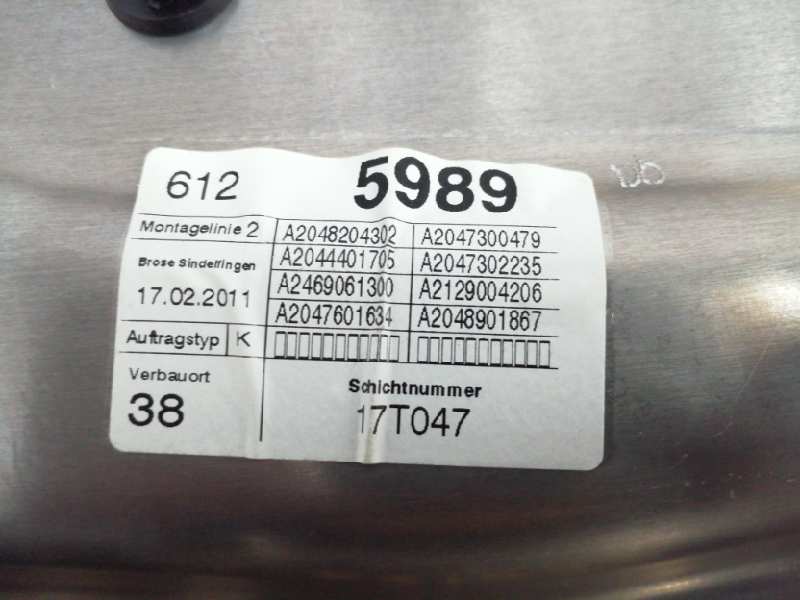 612 5989
Montagelinie 2 A2048204302 A2047300479
Brose Sindelfingen A2044401705 A2047302235
17.02.2011 A2469061300 A2129004206
A2047601634 A2048901867
Auftragstyp K
Verbauort Schichtnummer
38 17T047